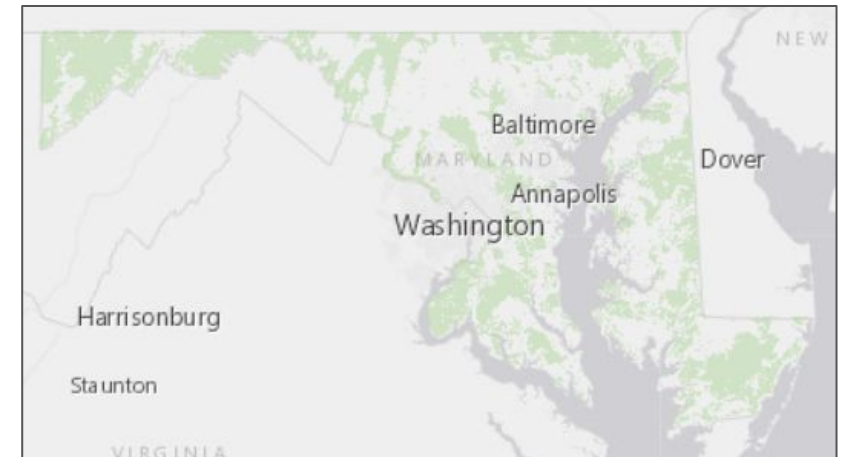 NEW
Baltimore
MARYLAND
Dover
Annapolis
Washington
Harrisonburg
Staunton
VIRGINIA